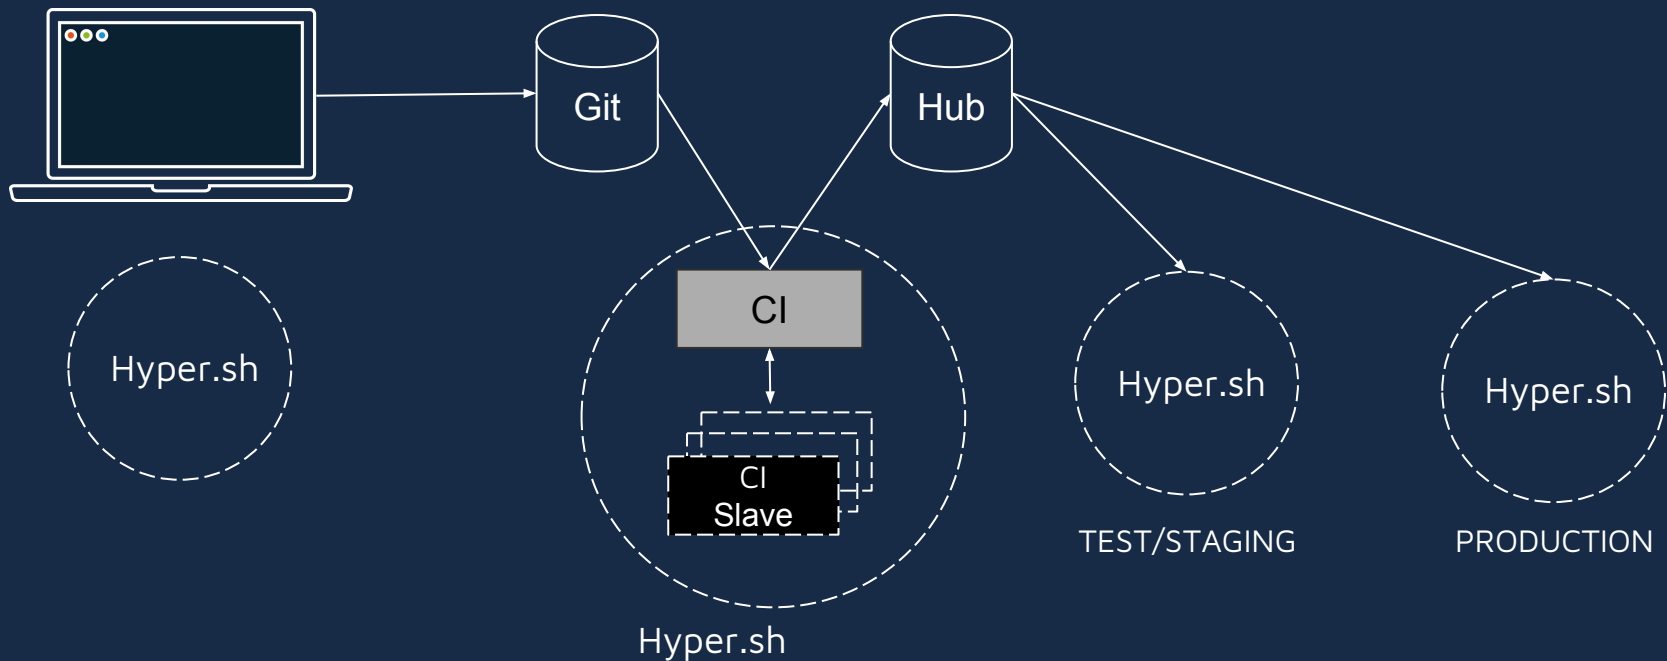 Git
Hub
Hyper.sh
CI
CI
Slave
Hyper.sh
Hyper.sh
Hyper.sh
TEST/STAGING
PRODUCTION